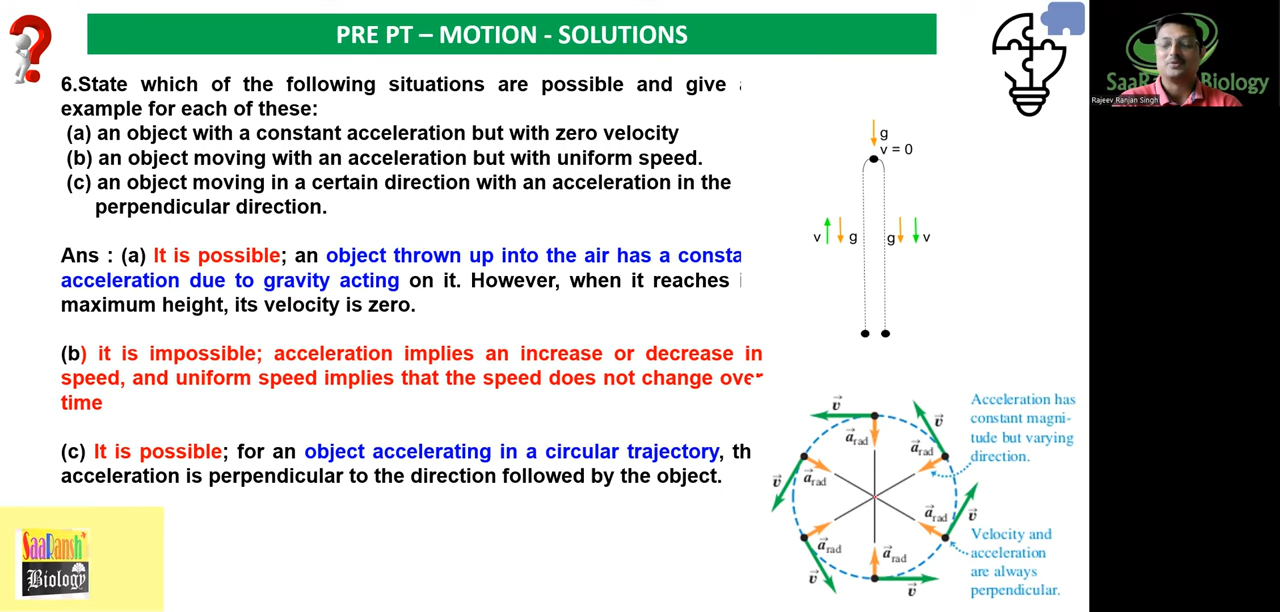 PRE PT – MOTION - SOLUTIONS
6.State which of the following situations are possible and give
example for each of these:
(a) an object with a constant acceleration but with zero velocity
(b) an object moving with an acceleration but with uniform speed.
(c) an object moving in a certain direction with an acceleration in the
perpendicular direction.
Ans : (a) It is possible; an object thrown up into the air has a consta
acceleration due to gravity acting on it. However, when it reaches
maximum height, its velocity is zero.
(b) it is impossible; acceleration implies an increase or decrease in
speed, and uniform speed implies that the speed does not change over
time
(c) It is possible; for an object accelerating in a circular trajectory, th
acceleration is perpendicular to the direction followed by the object.
g
v = 0
v g g v
Acceleration has
constant magni-
tude but varying
direction.
Velocity and
acceleration
are always
perpendicular.
v
v
v
v
v
v
a rad
a rad
a rad
a rad
a rad
a rad
SaaRansh
Biology
Rajeev Ranjan Singh